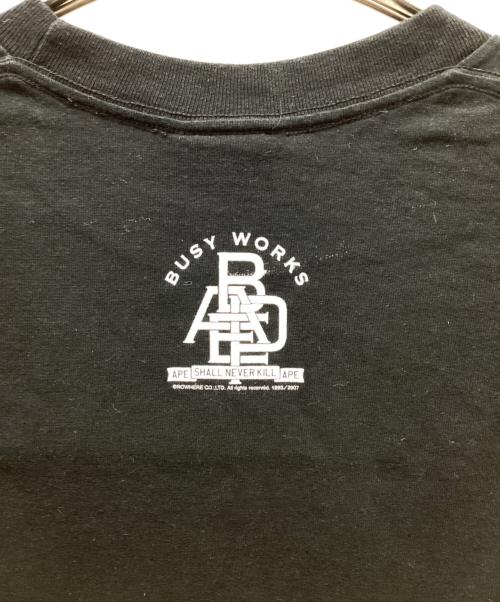 BUSY WORKS
APE SHALL NEVER KILL APE
©NOWHERE CO.;LTD. All rights reserved. 1993/2007